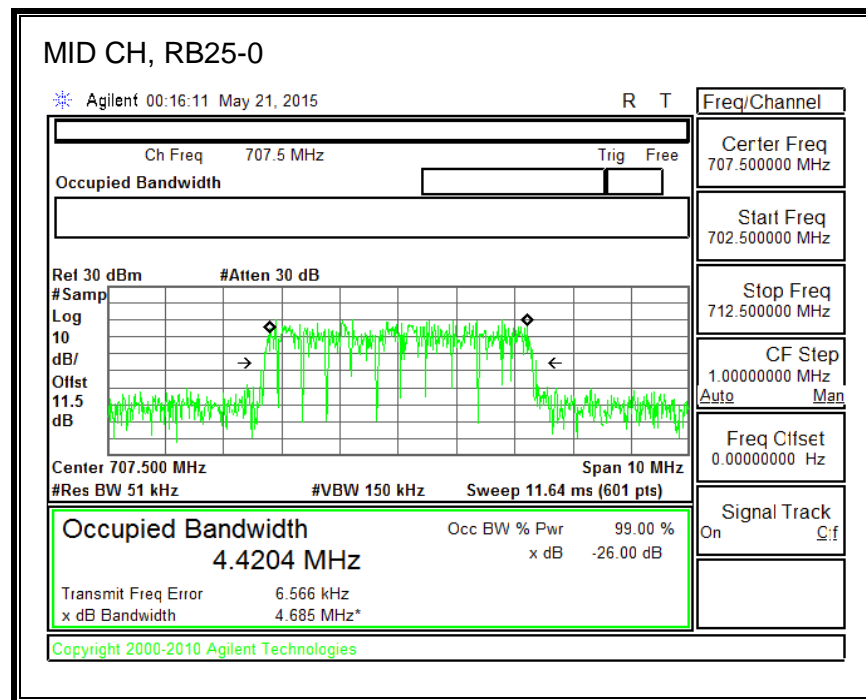 MID CH, RB25-0
Agilent 00:16:11 May 21, 2015 R T
Freq/Channel
Ch Freq 707.5 MHz Trig Free
Occupied Bandwidth
Center Freq
707.500000 MHz
Start Freq
702.500000 MHz
Stop Freq
712.500000 MHz
CF Step
1.00000000 MHz
Auto Man
Freq Offset
0.00000000 Hz
Signal Track
On Off
Ref 30 dBm #Atten 30 dB
#Samp
Log
10
dB/
Offst
11.5
dB
Center 707.500 MHz Span 10 MHz
#Res BW 51 kHz #VBW 150 kHz Sweep 11.64 ms (601 pts)
Occupied Bandwidth Occ BW % Pwr 99.00 %
4.4204 MHz x dB -26.00 dB
Transmit Freq Error 6.566 kHz
x dB Bandwidth 4.685 MHz*
Copyright 2000-2010 Agilent Technologies